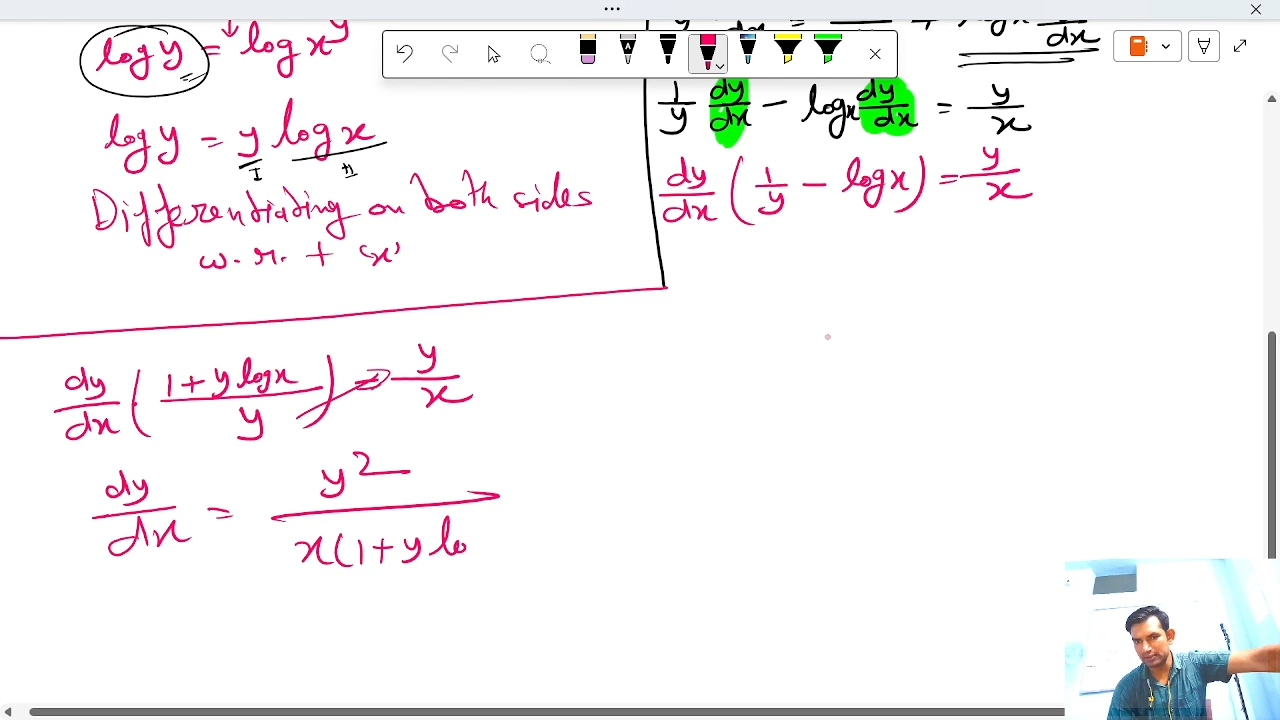 log y = log x^y
log y = y log x
I II
Differentiating on both sides
w.r.t 'x'
1/y dy/dx - log x dy/dx = y/x
dy/dx (1/y - log x) = y/x
dy/dx (1 + y log x / y) = y/x
dy/dx = y^2 / x(1 + y lo